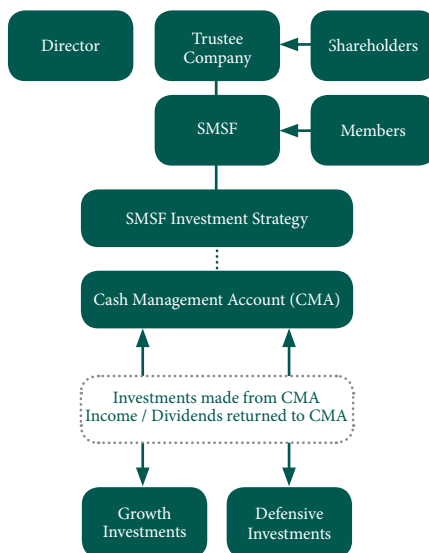 Director
Trustee
Company
Shareholders
SMSF
Members
SMSF Investment Strategy
Cash Management Account (CMA)
Investments made from CMA
Income / Dividends returned to CMA
Growth
Investments
Defensive
Investments